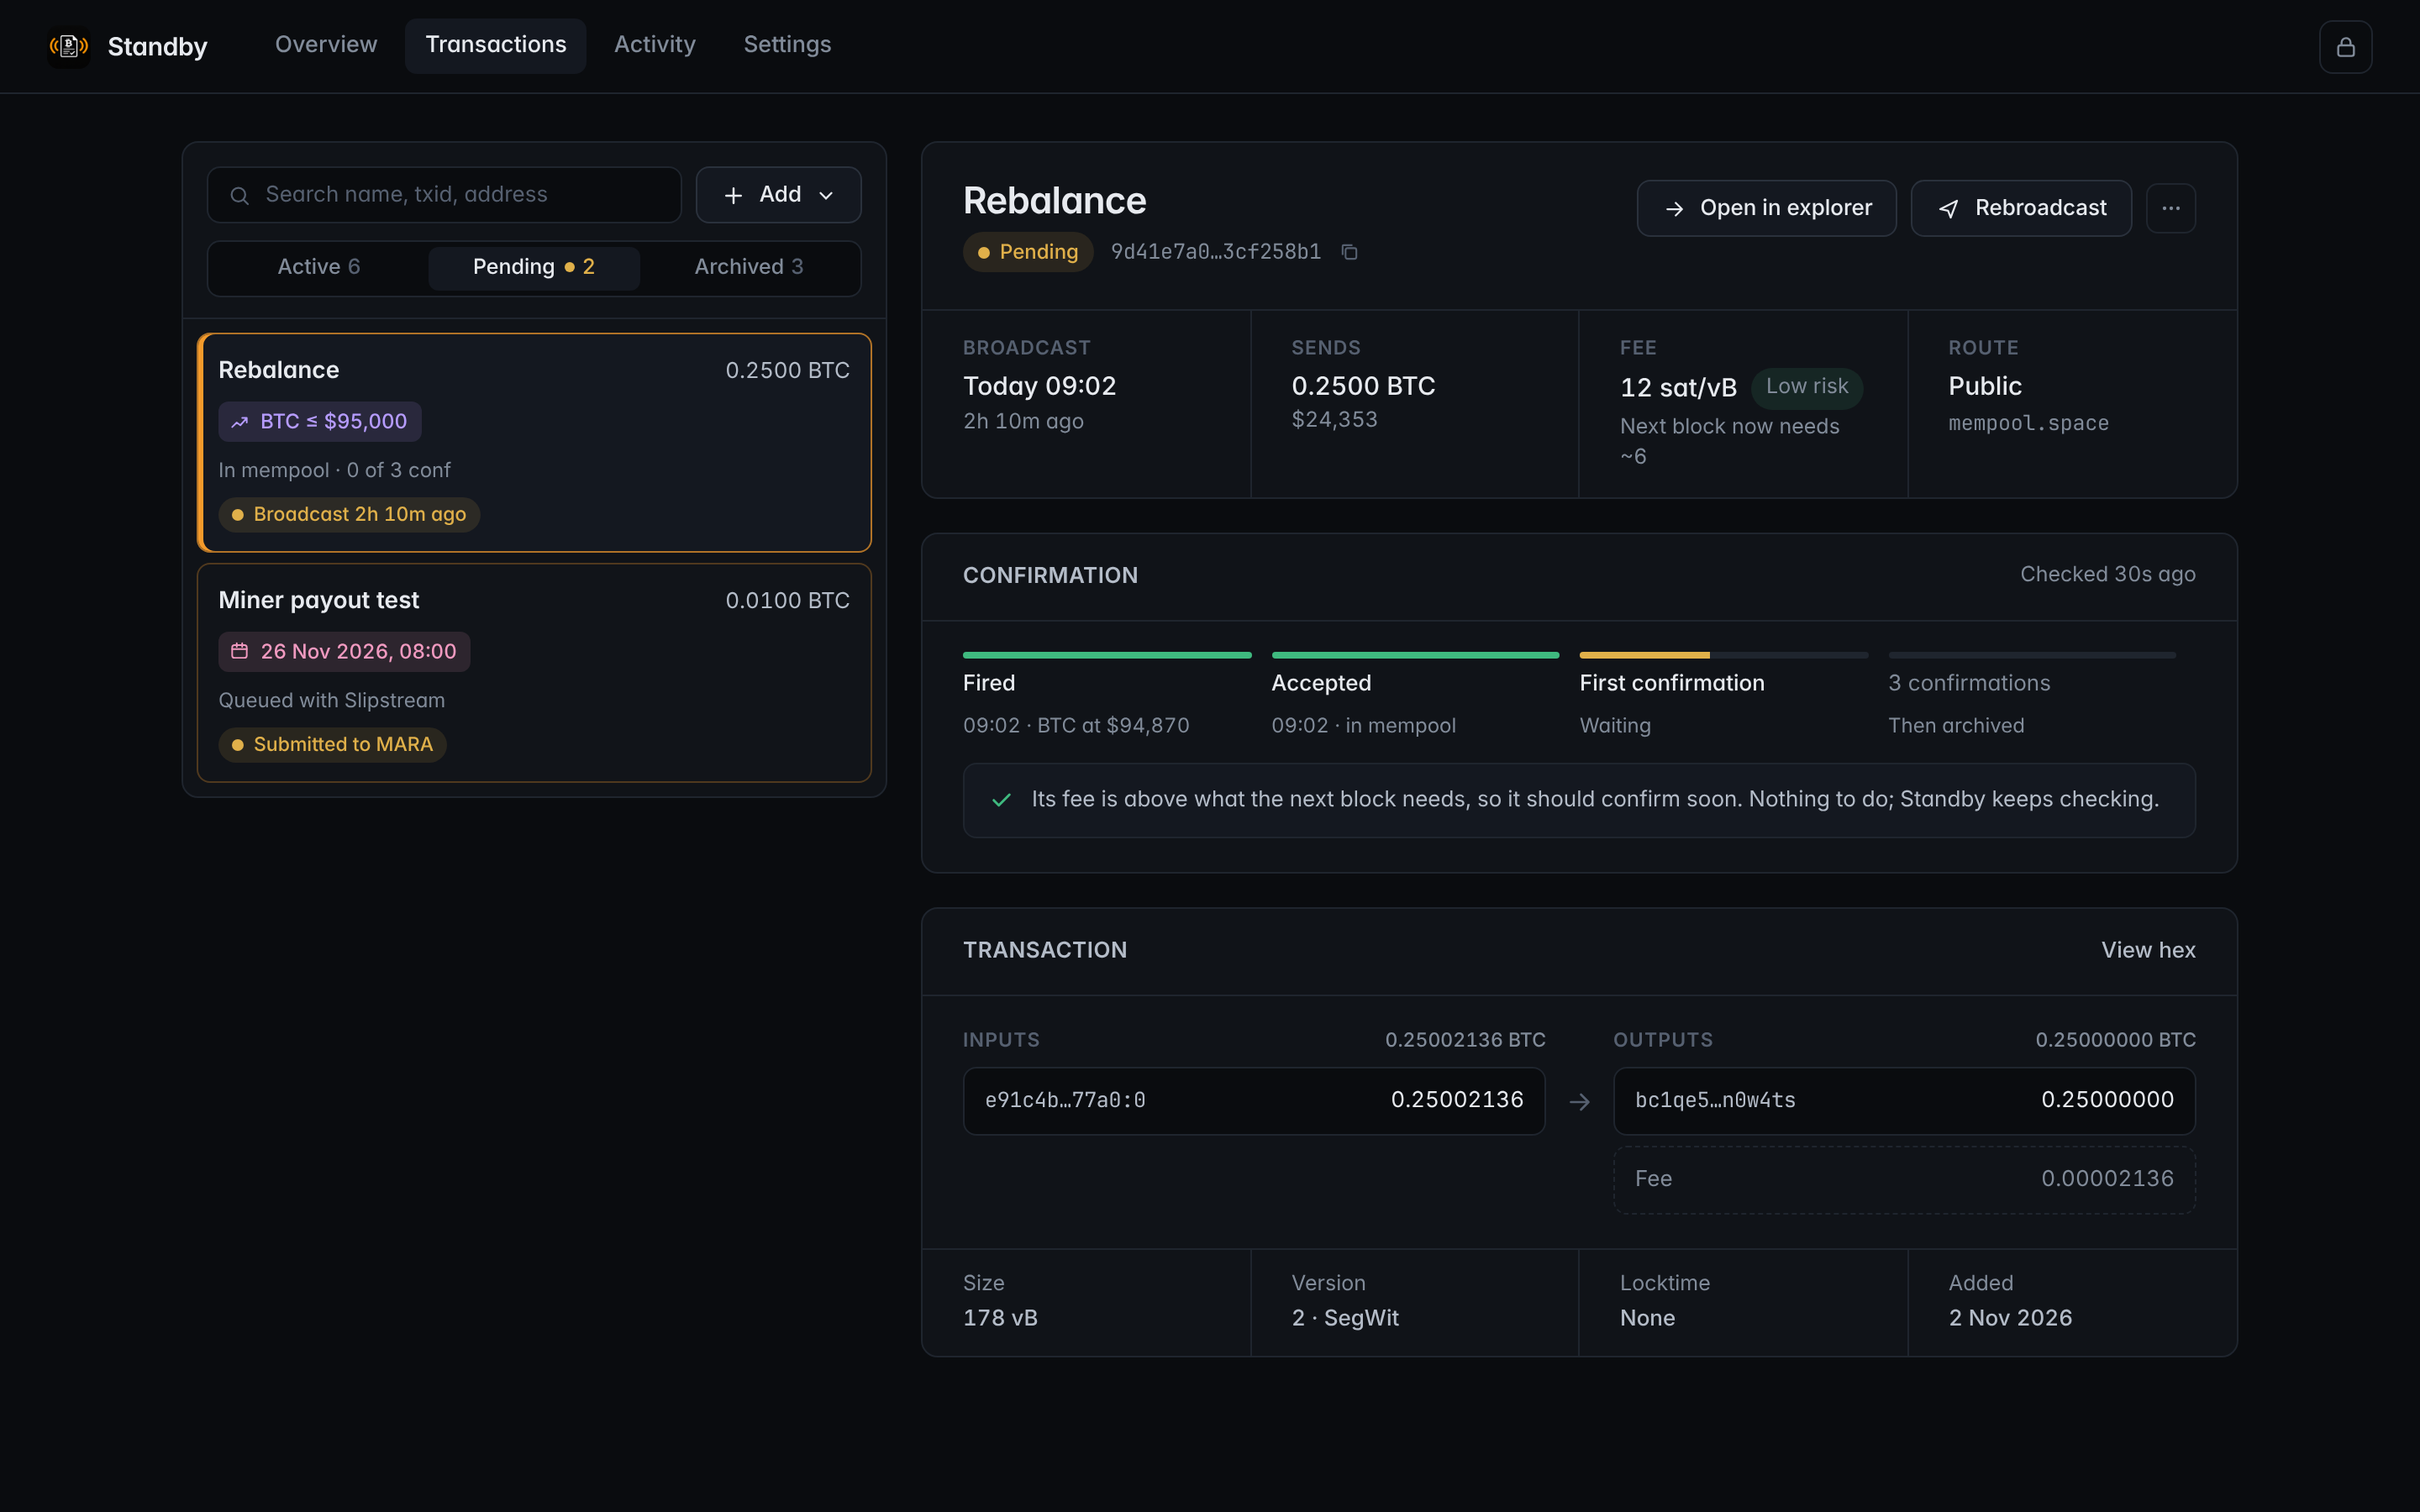 Standby
Overview
Transactions
Activity
Settings
Search name, txid, address
Add
Active 6
Pending 2
Archived 3
Rebalance
0.2500 BTC
BTC ≤ $95,000
In mempool · 0 of 3 conf
Broadcast 2h 10m ago
Miner payout test
0.0100 BTC
26 Nov 2026, 08:00
Queued with Slipstream
Submitted to MARA
Rebalance
Pending
9d41e7a0…3cf258b1
Open in explorer
Rebroadcast
BROADCAST
Today 09:02
2h 10m ago
SENDS
0.2500 BTC
$24,353
FEE
12 sat/vB
Low risk
Next block now needs
~6
ROUTE
Public
mempool.space
CONFIRMATION
Checked 30s ago
Fired
09:02 · BTC at $94,870
Accepted
09:02 · in mempool
First confirmation
Waiting
3 confirmations
Then archived
Its fee is above what the next block needs, so it should confirm soon. Nothing to do; Standby keeps checking.
TRANSACTION
View hex
INPUTS
0.25002136 BTC
e91c4b…77a0:0
0.25002136
OUTPUTS
0.25000000 BTC
bc1qe5…n0w4ts
0.25000000
Fee
0.00002136
Size
178 vB
Version
2 · SegWit
Locktime
None
Added
2 Nov 2026